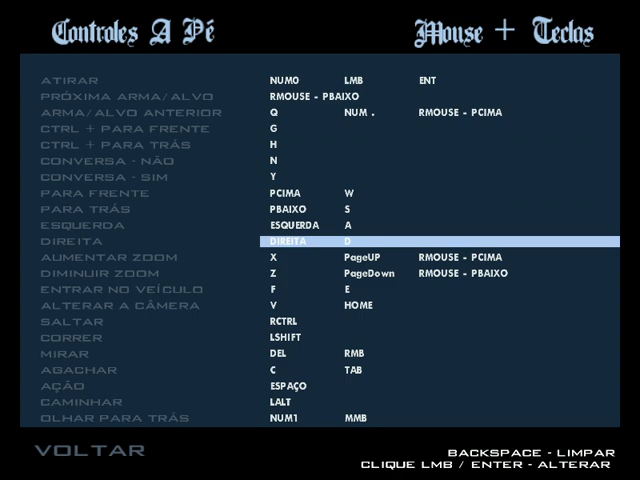 Controles A Pé Mouse + Teclas
ATIRAR NUM0 LMB ENT
PRÓXIMA ARMA/ALVO RMOUSE - PBAIXO
ARMA/ALVO ANTERIOR Q NUM . RMOUSE - PCIMA
CTRL + PARA FRENTE G
CTRL + PARA TRÁS H
CONVERSA - NÃO N
CONVERSA - SIM Y
PARA FRENTE PCIMA W
PARA TRÁS PBAIXO S
ESQUERDA ESQUERDA A
DIREITA DIREITA D
AUMENTAR ZOOM X PageUP RMOUSE - PCIMA
DIMINUIR ZOOM Z PageDown RMOUSE - PBAIXO
ENTRAR NO VEÍCULO F E
ALTERAR A CÂMERA V HOME
SALTAR RCTRL
CORRER LSHIFT
MIRAR DEL RMB
AGACHAR C TAB
AÇÃO ESPAÇO
CAMINHAR LALT
OLHAR PARA TRÁS NUM1 MMB
VOLTAR BACKSPACE - LIMPAR
CLIQUE LMB / ENTER - ALTERAR